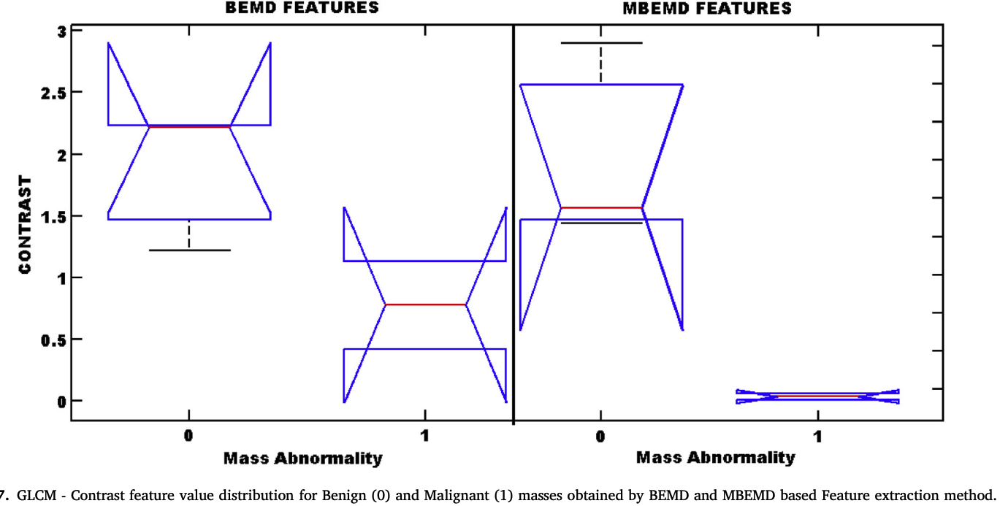 BEMD FEATURES
MBEMD FEATURES
3
2.5
2
1.5
1
0.5
0
CONTRAST
0
1
0
1
Mass Abnormality
Mass Abnormality
7. GLCM - Contrast feature value distribution for Benign (0) and Malignant (1) masses obtained by BEMD and MBEMD based Feature extraction method.